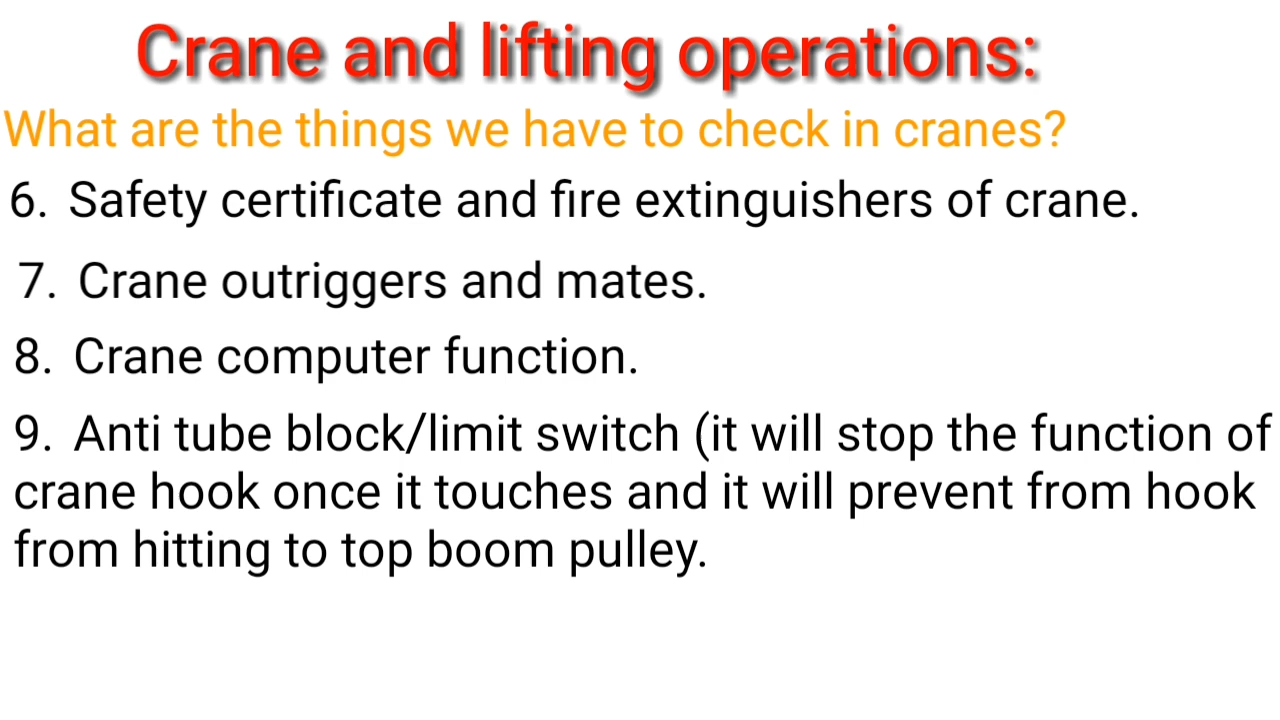 Crane and lifting operations:
What are the things we have to check in cranes?
6. Safety certificate and fire extinguishers of crane.
7. Crane outriggers and mates.
8. Crane computer function.
9. Anti tube block/limit switch (it will stop the function of
crane hook once it touches and it will prevent from hook
from hitting to top boom pulley.